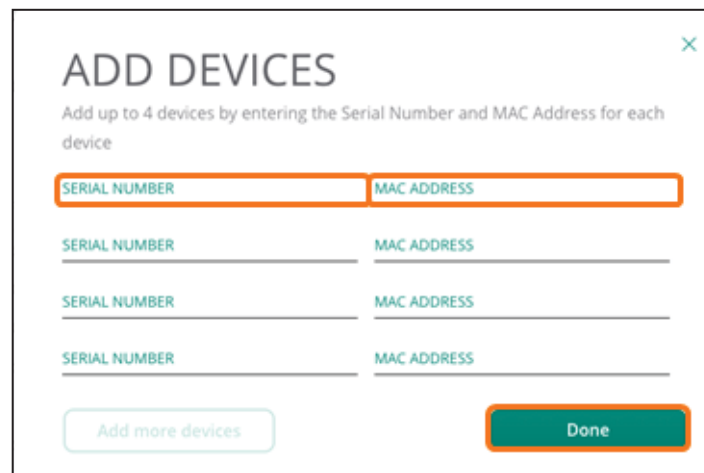 ADD DEVICES
Add up to 4 devices by entering the Serial Number and MAC Address for each
device
SERIAL NUMBER MAC ADDRESS
SERIAL NUMBER MAC ADDRESS
SERIAL NUMBER MAC ADDRESS
SERIAL NUMBER MAC ADDRESS
Add more devices Done